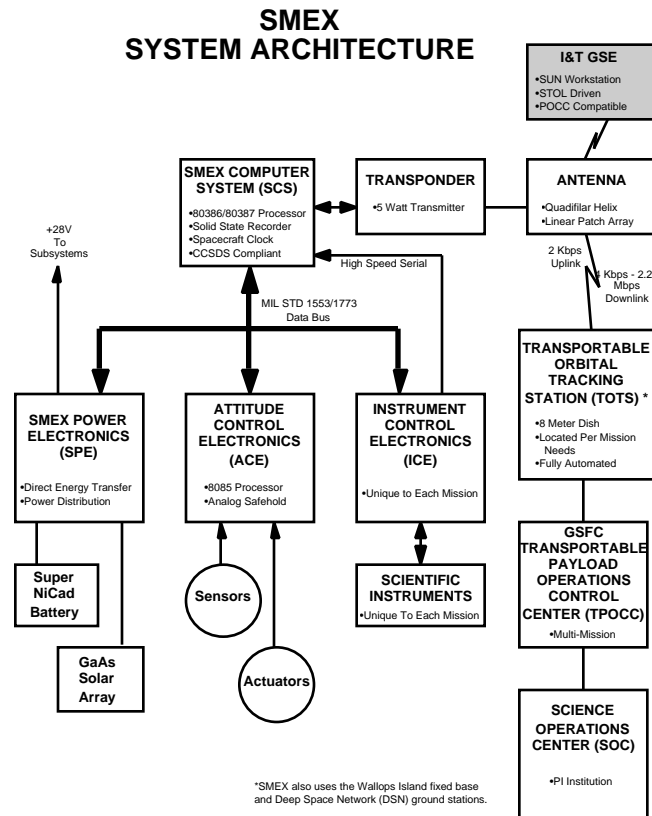 SMEX
SYSTEM ARCHITECTURE
I&T GSE
•SUN Workstation
•STOL Driven
•POCC Compatible
SMEX COMPUTER
SYSTEM (SCS)
•80386/80387 Processor
•Solid State Recorder
•Spacecraft Clock
•CCSDS Compliant
TRANSPONDER
•5 Watt Transmitter
ANTENNA
•Quadifilar Helix
•Linear Patch Array
+28V
To
Subsystems
High Speed Serial
2 Kbps
Uplink
4 Kbps - 2.2
Mbps
Downlink
MIL STD 1553/1773
Data Bus
SMEX POWER
ELECTRONICS
(SPE)
•Direct Energy Transfer
•Power Distribution
ATTITUDE
CONTROL
ELECTRONICS
(ACE)
•8085 Processor
•Analog Safehold
INSTRUMENT
CONTROL
ELECTRONICS
(ICE)
•Unique to Each Mission
TRANSPORTABLE
ORBITAL
TRACKING
STATION (TOTS) *
•8 Meter Dish
•Located Per Mission
Needs
•Fully Automated
Super
NiCad
Battery
GaAs
Solar
Array
Sensors
Actuators
SCIENTIFIC
INSTRUMENTS
•Unique To Each Mission
GSFC
TRANSPORTABLE
PAYLOAD
OPERATIONS
CONTROL
CENTER (TPOCC)
•Multi-Mission
SCIENCE
OPERATIONS
CENTER (SOC)
•PI Institution
*SMEX also uses the Wallops Island fixed base
and Deep Space Network (DSN) ground stations.